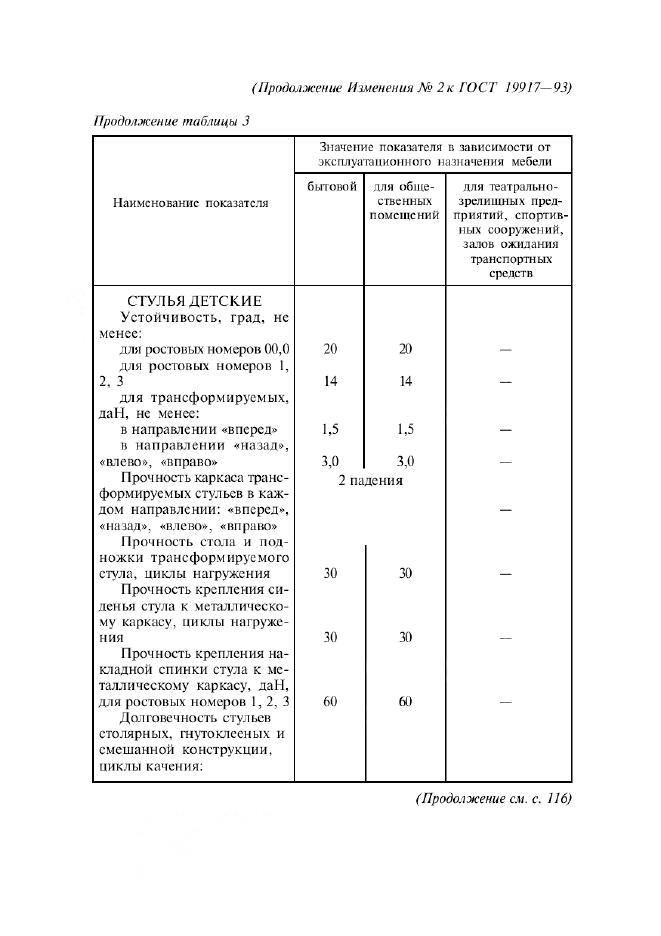 (Продолжение Изменения № 2 к ГОСТ 19917—93)
Продолжение таблицы 3
Наименование показателя
Значение показателя в зависимости от
эксплуатационного назначения мебели
бытовой
для обще-
ственных
помещений
для театрально-
зрелищных пред-
приятий, спортив-
ных сооружений,
залов ожидания
транспортных
средств
СТУЛЬЯ ДЕТСКИЕ
Устойчивость, град, не
менее:
для ростовых номеров 00,0 20 20 —
для ростовых номеров 1,
2, 3 14 14 —
для трансформируемых,
даН, не менее:
в направлении «вперед» 1,5 1,5 —
в направлении «назад»,
«влево», «вправо» 3,0 3,0 —
Прочность каркаса транс- 2 падения
формируемых стульев в каж-
дом направлении: «вперед», —
«назад», «влево», «вправо»
Прочность стола и под-
ножки трансформируемого
стула, циклы нагружения 30 30 —
Прочность крепления си-
денья стула к металлическо-
му каркасу, циклы нагруже-
ния 30 30 —
Прочность крепления на-
кладной спинки стула к ме-
таллическому каркасу, даН,
для ростовых номеров 1, 2, 3 60 60 —
Долговечность стульев
столярных, гнутоклееных и
смешанной конструкции,
циклы качения:
(Продолжение см. с. 116)